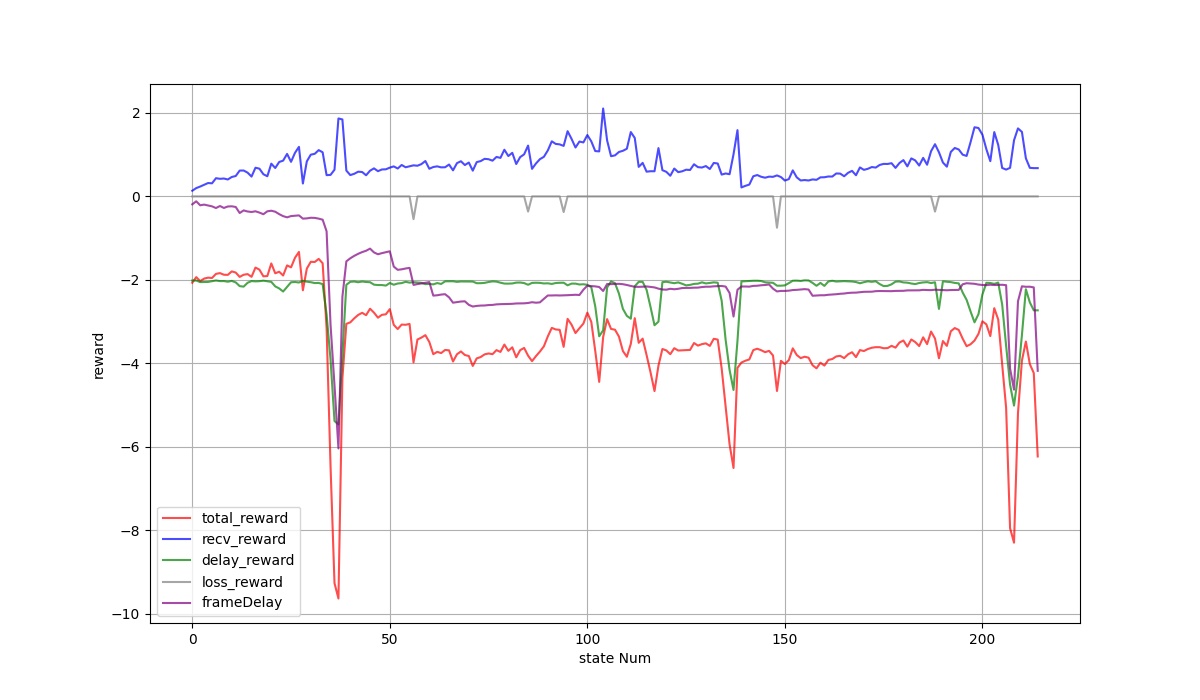 2
0
−2
−4
−6
−8
−10
reward
total_reward
recv_reward
delay_reward
loss_reward
frameDelay
0
50
100
150
200
state Num